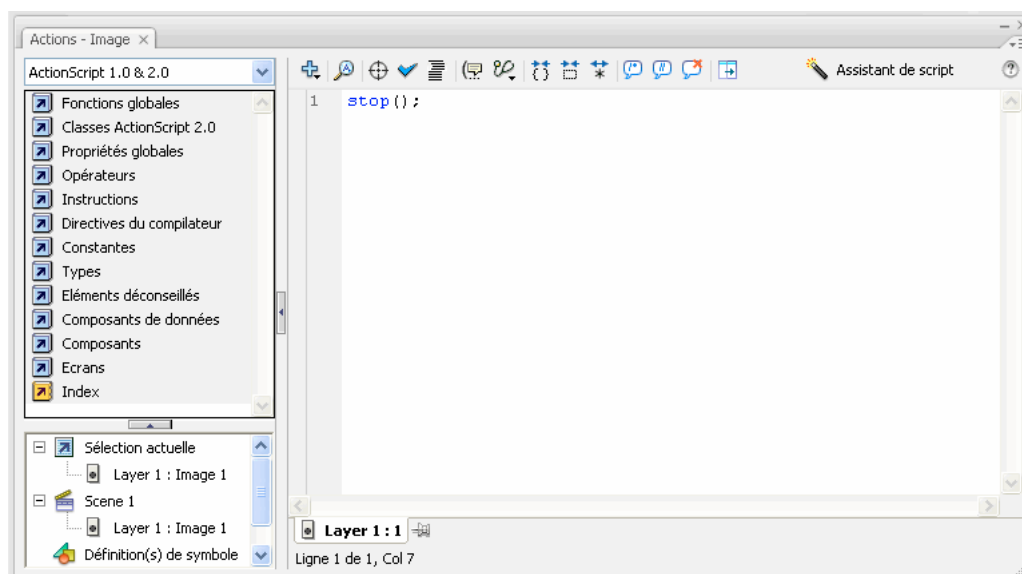 Actions - Image
ActionScript 1.0 & 2.0
Assistant de script
Fonctions globales
Classes ActionScript 2.0
Propriétés globales
Opérateurs
Instructions
Directives du compilateur
Constantes
Types
Eléments déconseillés
Composants de données
Composants
Ecrans
Index
1 stop();
Sélection actuelle
Layer 1 : Image 1
Scene 1
Layer 1 : Image 1
Définition(s) de symbole
Layer 1 : 1
Ligne 1 de 1, Col 7